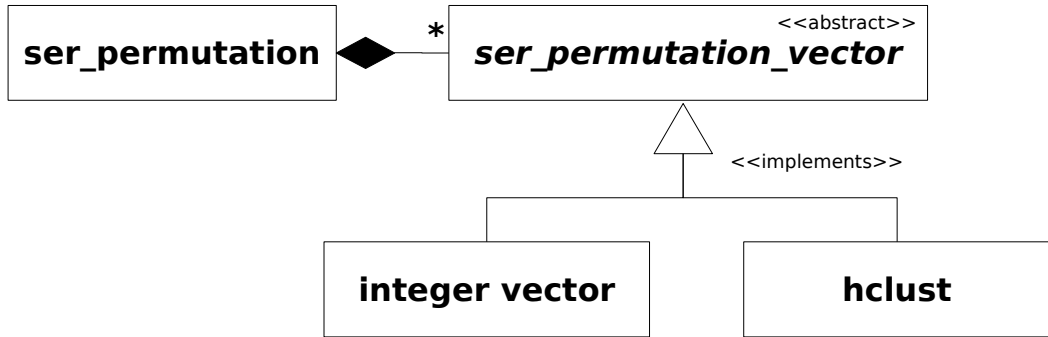 <<abstract>>
ser_permutation
*
ser_permutation_vector
<<implements>>
integer vector
hclust